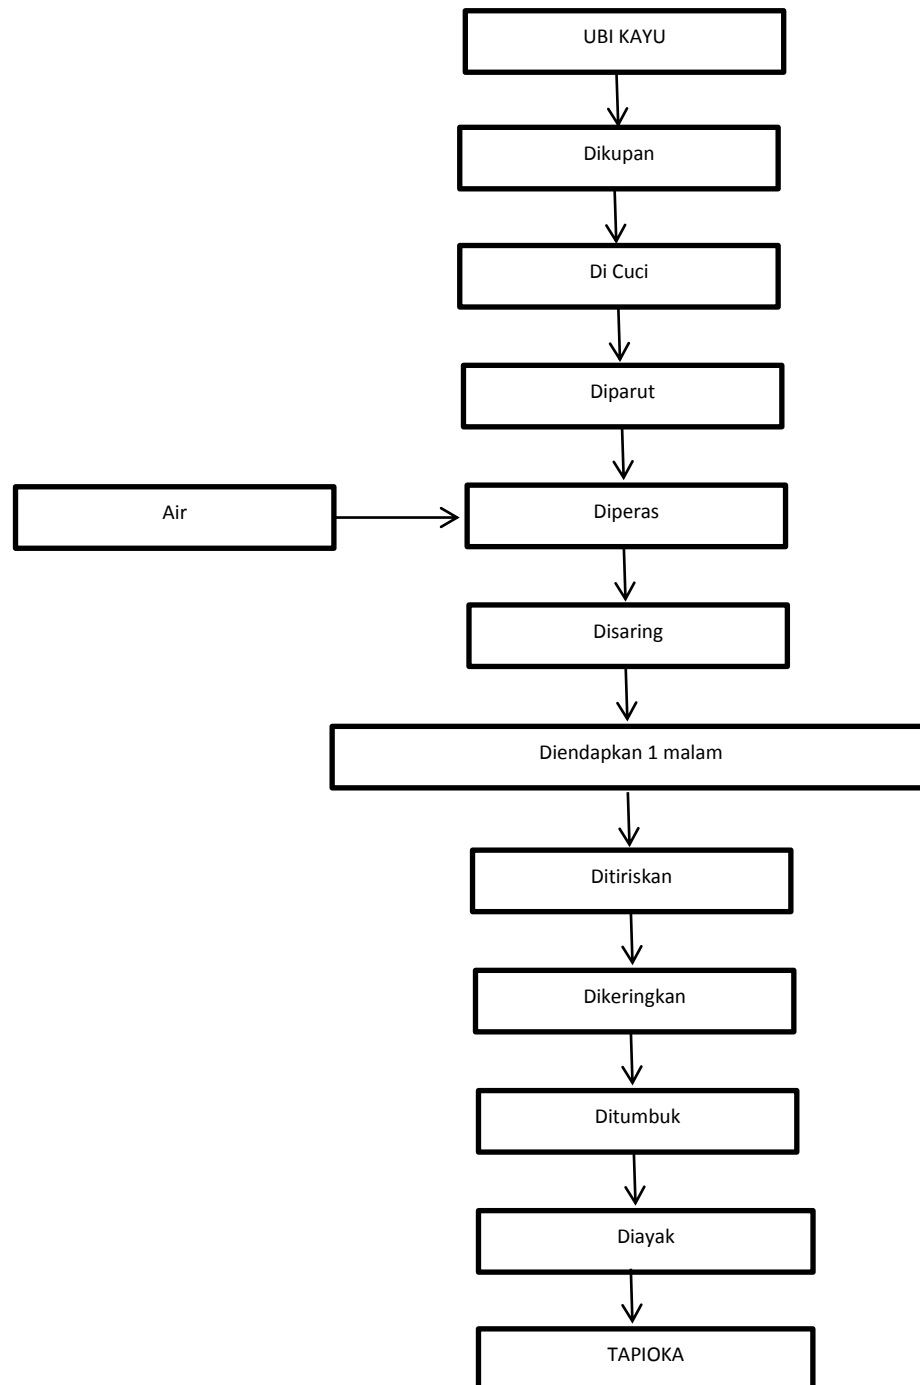 UBI KAYU
Dikupan
Di Cuci
Diparut
Air
Diperas
Disaring
Diendapkan 1 malam
Ditiriskan
Dikeringkan
Ditumbuk
Diayak
TAPIOKA